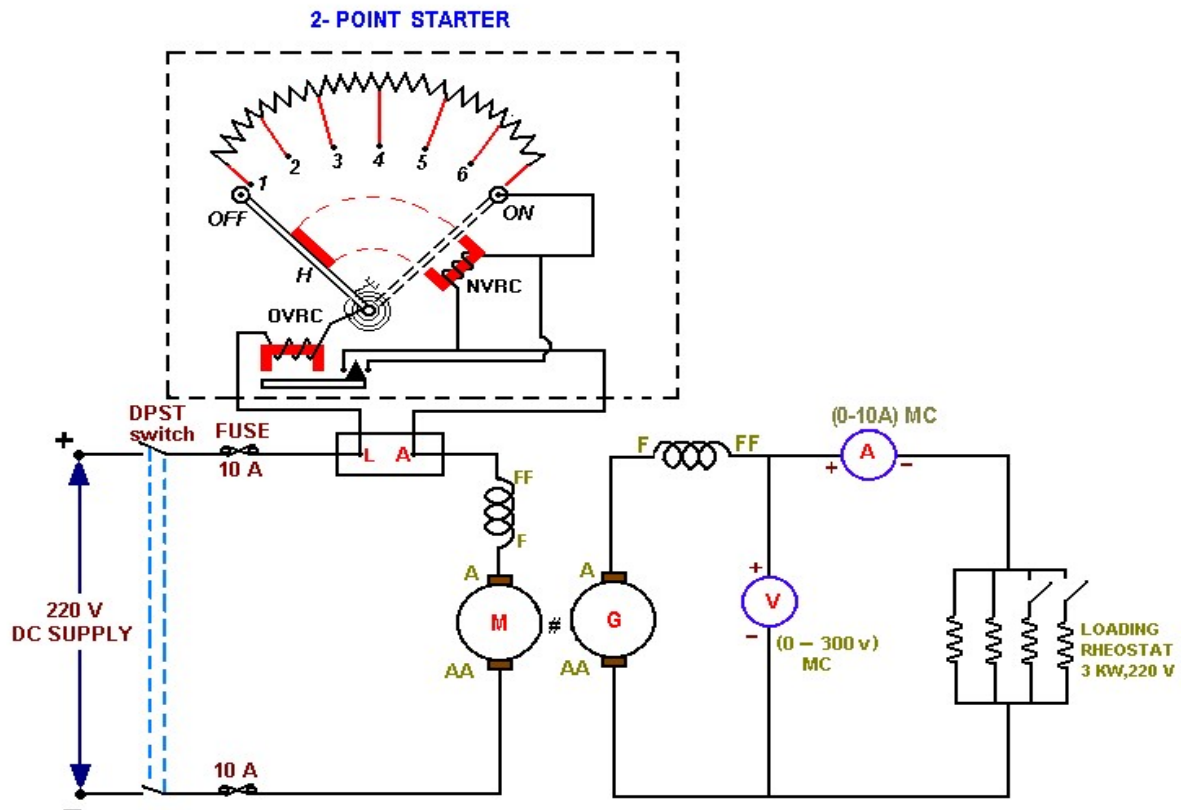 2- POINT STARTER
1
2
3
4
5
6
OFF
ON
H
NVRC
OVRC
DPST
switch
FUSE
10 A
+
L A
FF
F
A
M
AA
#
220 V
DC SUPPLY
10 A
F
FF
A
G
AA
(0-10A) MC
A
+
-
+
V
-
(0 – 300 v)
MC
LOADING
RHEOSTAT
3 KW,220 V
-